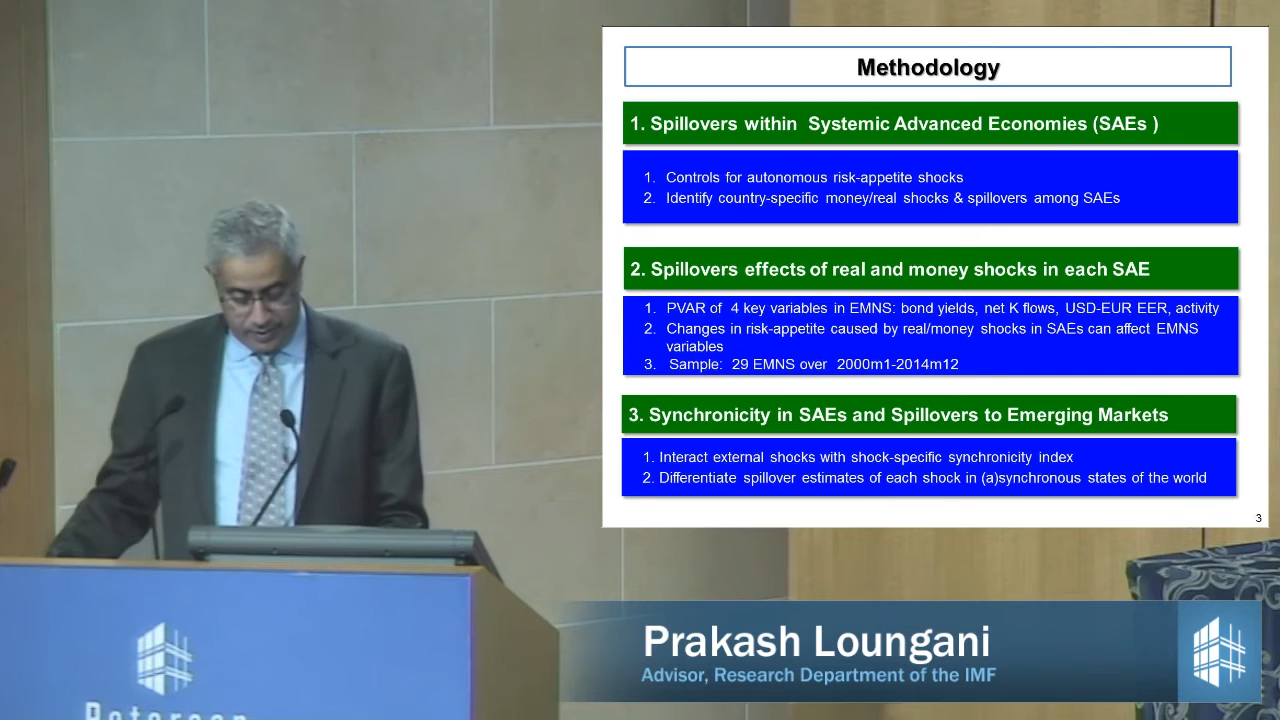 Methodology
1. Spillovers within Systemic Advanced Economies (SAEs )
1. Controls for autonomous risk-appetite shocks
2. Identify country-specific money/real shocks & spillovers among SAEs
2. Spillovers effects of real and money shocks in each SAE
1. PVAR of 4 key variables in EMNS: bond yields, net K flows, USD-EUR EER, activity
2. Changes in risk-appetite caused by real/money shocks in SAEs can affect EMNS
variables
3. Sample: 29 EMNS over 2000m1-2014m12
3. Synchronicity in SAEs and Spillovers to Emerging Markets
1. Interact external shocks with shock-specific synchronicity index
2. Differentiate spillover estimates of each shock in (a)synchronous states of the world
3
Prakash Loungani
Advisor, Research Department of the IMF
Peterson